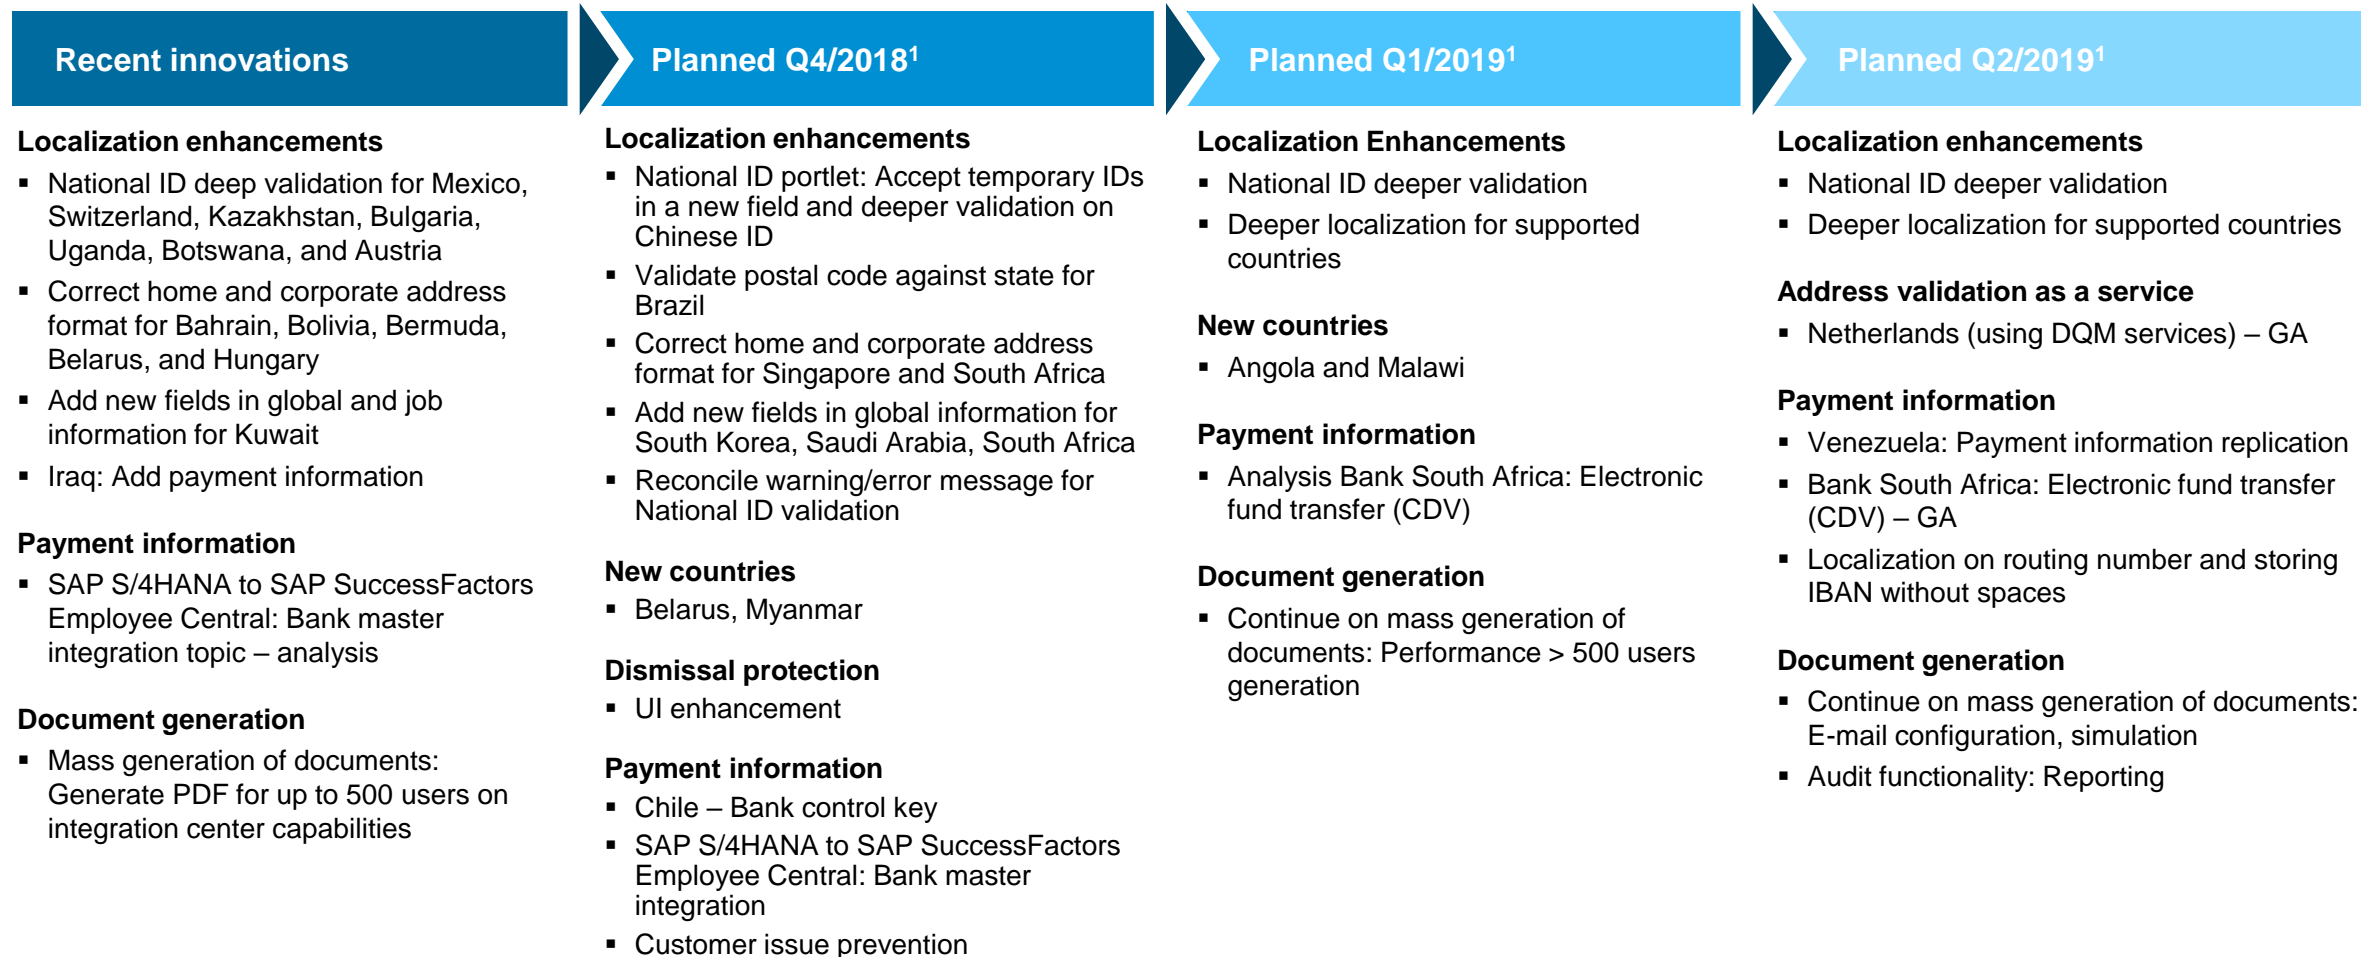 Recent innovations
Localization enhancements
▪ National ID deep validation for Mexico,
Switzerland, Kazakhstan, Bulgaria,
Uganda, Botswana, and Austria
▪ Correct home and corporate address
format for Bahrain, Bolivia, Bermuda,
Belarus, and Hungary
▪ Add new fields in global and job
information for Kuwait
▪ Iraq: Add payment information
Payment information
▪ SAP S/4HANA to SAP SuccessFactors
Employee Central: Bank master
integration topic – analysis
Document generation
▪ Mass generation of documents:
Generate PDF for up to 500 users on
integration center capabilities
Planned Q4/2018¹
Localization enhancements
▪ National ID portlet: Accept temporary IDs
in a new field and deeper validation on
Chinese ID
▪ Validate postal code against state for
Brazil
▪ Correct home and corporate address
format for Singapore and South Africa
▪ Add new fields in global information for
South Korea, Saudi Arabia, South Africa
▪ Reconcile warning/error message for
National ID validation
New countries
▪ Belarus, Myanmar
Dismissal protection
▪ UI enhancement
Payment information
▪ Chile – Bank control key
▪ SAP S/4HANA to SAP SuccessFactors
Employee Central: Bank master
integration
▪ Customer issue prevention
Planned Q1/2019¹
Localization Enhancements
▪ National ID deeper validation
▪ Deeper localization for supported
countries
New countries
▪ Angola and Malawi
Payment information
▪ Analysis Bank South Africa: Electronic
fund transfer (CDV)
Document generation
▪ Continue on mass generation of
documents: Performance > 500 users
generation
Planned Q2/2019¹
Localization enhancements
▪ National ID deeper validation
▪ Deeper localization for supported countries
Address validation as a service
▪ Netherlands (using DQM services) – GA
Payment information
▪ Venezuela: Payment information replication
▪ Bank South Africa: Electronic fund transfer
(CDV) – GA
▪ Localization on routing number and storing
IBAN without spaces
Document generation
▪ Continue on mass generation of documents:
E-mail configuration, simulation
▪ Audit functionality: Reporting